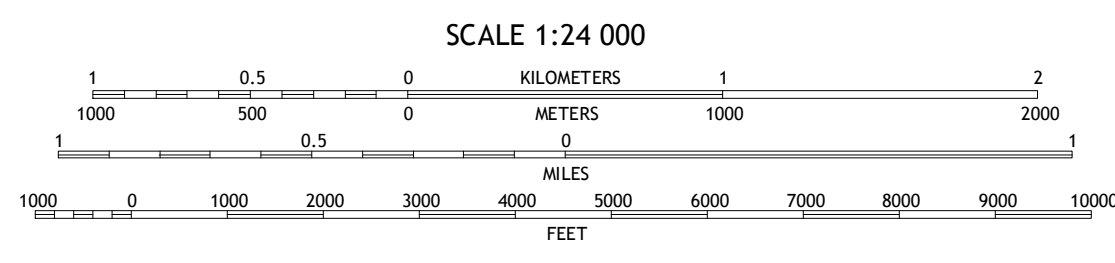 SCALE 1:24 000
1 0.5 0 KILOMETERS 1 2
1000 500 0 METERS 1000 2000
1 0.5 0 1
MILES
1000 0 1000 2000 3000 4000 5000 6000 7000 8000 9000 10000
FEET